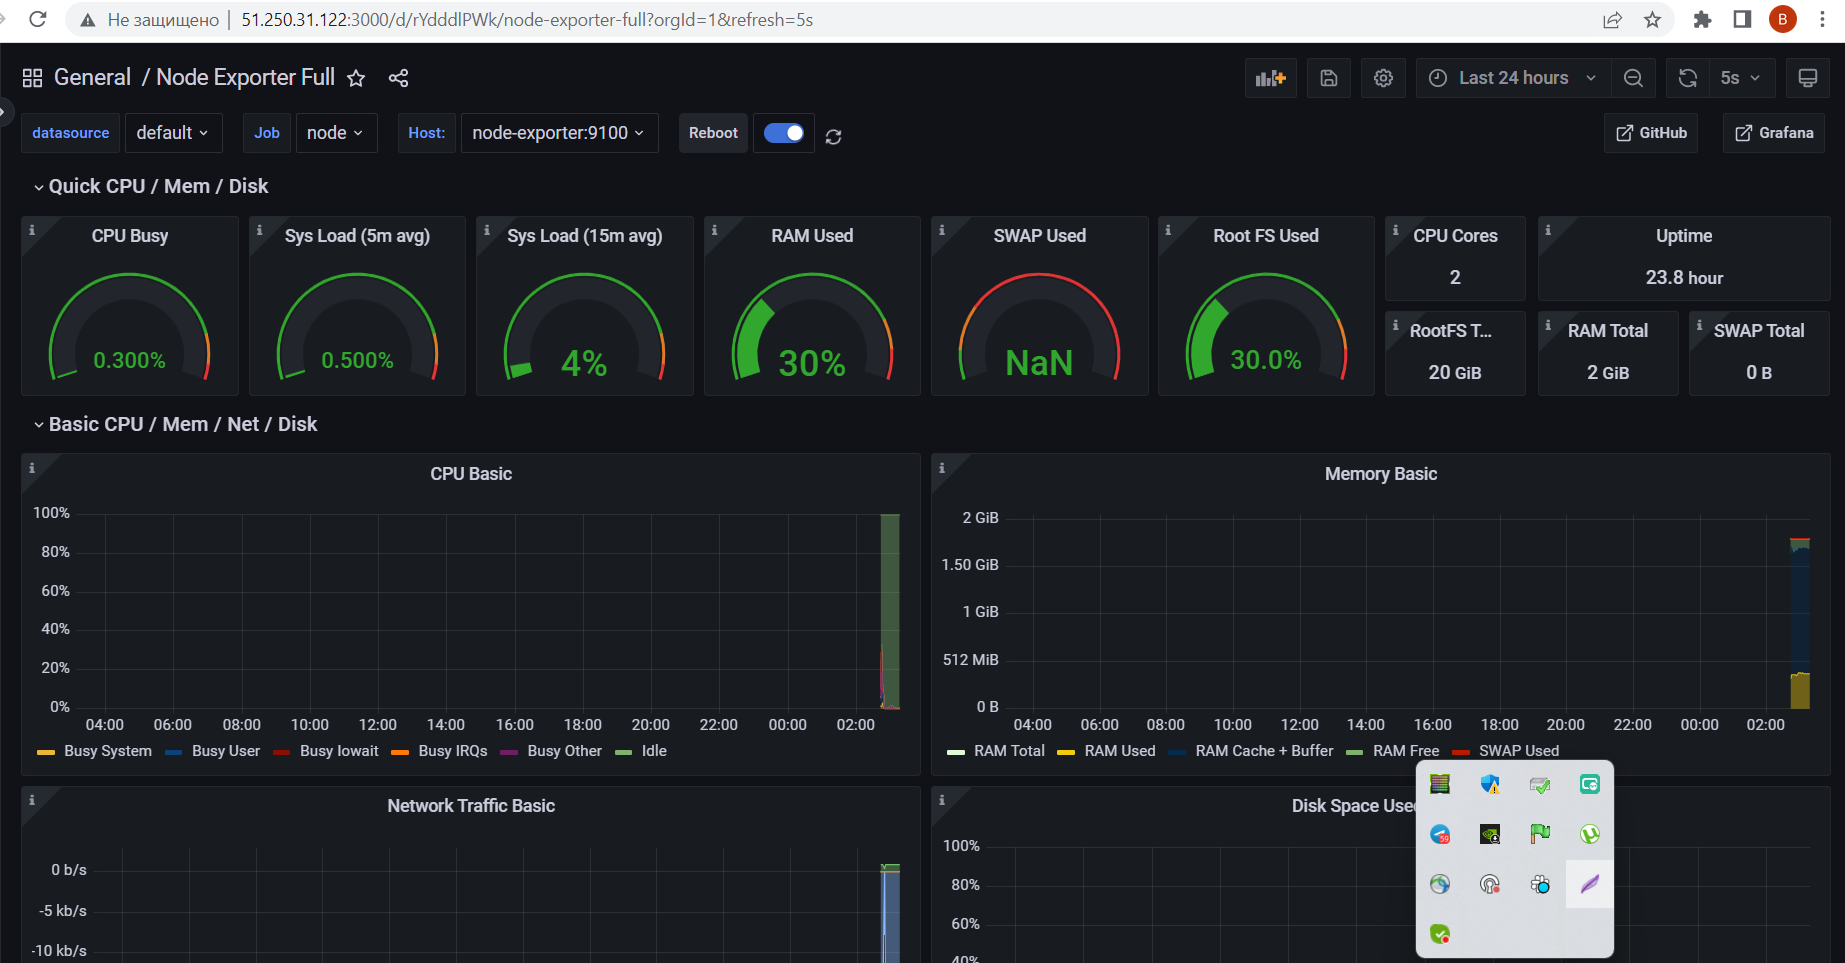 Не защищено | 51.250.31.122:3000/d/rYdddlPWk/node-exporter-full?orgId=1&refresh=5s
B
General / Node Exporter Full
Last 24 hours
5s
datasource default Job node Host: node-exporter:9100 Reboot
GitHub Grafana
Quick CPU / Mem / Disk
CPU Busy
0.300%
Sys Load (5m avg)
0.500%
Sys Load (15m avg)
4%
RAM Used
30%
SWAP Used
NaN
Root FS Used
30.0%
CPU Cores
2
Uptime
23.8 hour
RootFS T...
20 GiB
RAM Total
2 GiB
SWAP Total
0 B
Basic CPU / Mem / Net / Disk
CPU Basic
100%
80%
60%
40%
20%
0%
04:00 06:00 08:00 10:00 12:00 14:00 16:00 18:00 20:00 22:00 00:00 02:00
Busy System Busy User Busy Iowait Busy IRQs Busy Other Idle
Memory Basic
2 GiB
1.50 GiB
1 GiB
512 MiB
0 B
04:00 06:00 08:00 10:00 12:00 14:00 16:00 18:00 20:00 22:00 00:00 02:00
RAM Total RAM Used RAM Cache + Buffer RAM Free SWAP Used
Network Traffic Basic
0 b/s
-5 kb/s
-10 kb/s
Disk Space Used
100%
80%
60%
40%
59